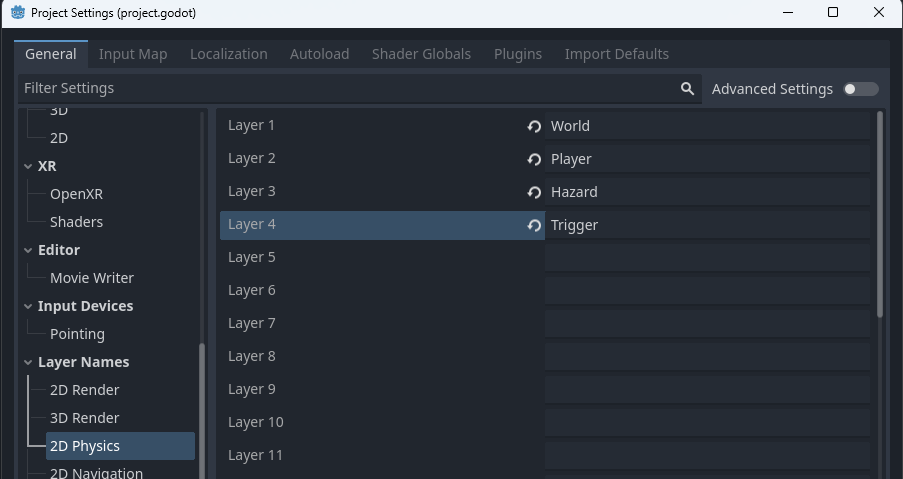 Project Settings (project.godot)
General Input Map Localization Autoload Shader Globals Plugins Import Defaults
Filter Settings Advanced Settings
3D
2D
XR
OpenXR
Shaders
Editor
Movie Writer
Input Devices
Pointing
Layer Names
2D Render
3D Render
2D Physics
2D Navigation
Layer 1 World
Layer 2 Player
Layer 3 Hazard
Layer 4 Trigger
Layer 5
Layer 6
Layer 7
Layer 8
Layer 9
Layer 10
Layer 11